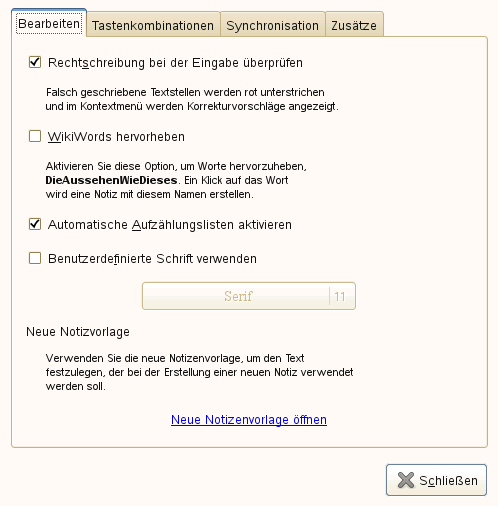 Bearbeiten Tastenkombinationen Synchronisation Zusätze
Rechtschreibung bei der Eingabe überprüfen
Falsch geschriebene Textstellen werden rot unterstrichen
und im Kontextmenü werden Korrekturvorschläge angezeigt.
WikiWords hervorheben
Aktivieren Sie diese Option, um Worte hervorzuheben,
DieAussehenWieDieses. Ein Klick auf das Wort
wird eine Notiz mit diesem Namen erstellen.
Automatische Aufzählungslisten aktivieren
Benutzerdefinierte Schrift verwenden
Serif 11
Neue Notizvorlage
Verwenden Sie die neue Notizenvorlage, um den Text
festzulegen, der bei der Erstellung einer neuen Notiz verwendet
werden soll.
Neue Notizenvorlage öffnen
Schließen